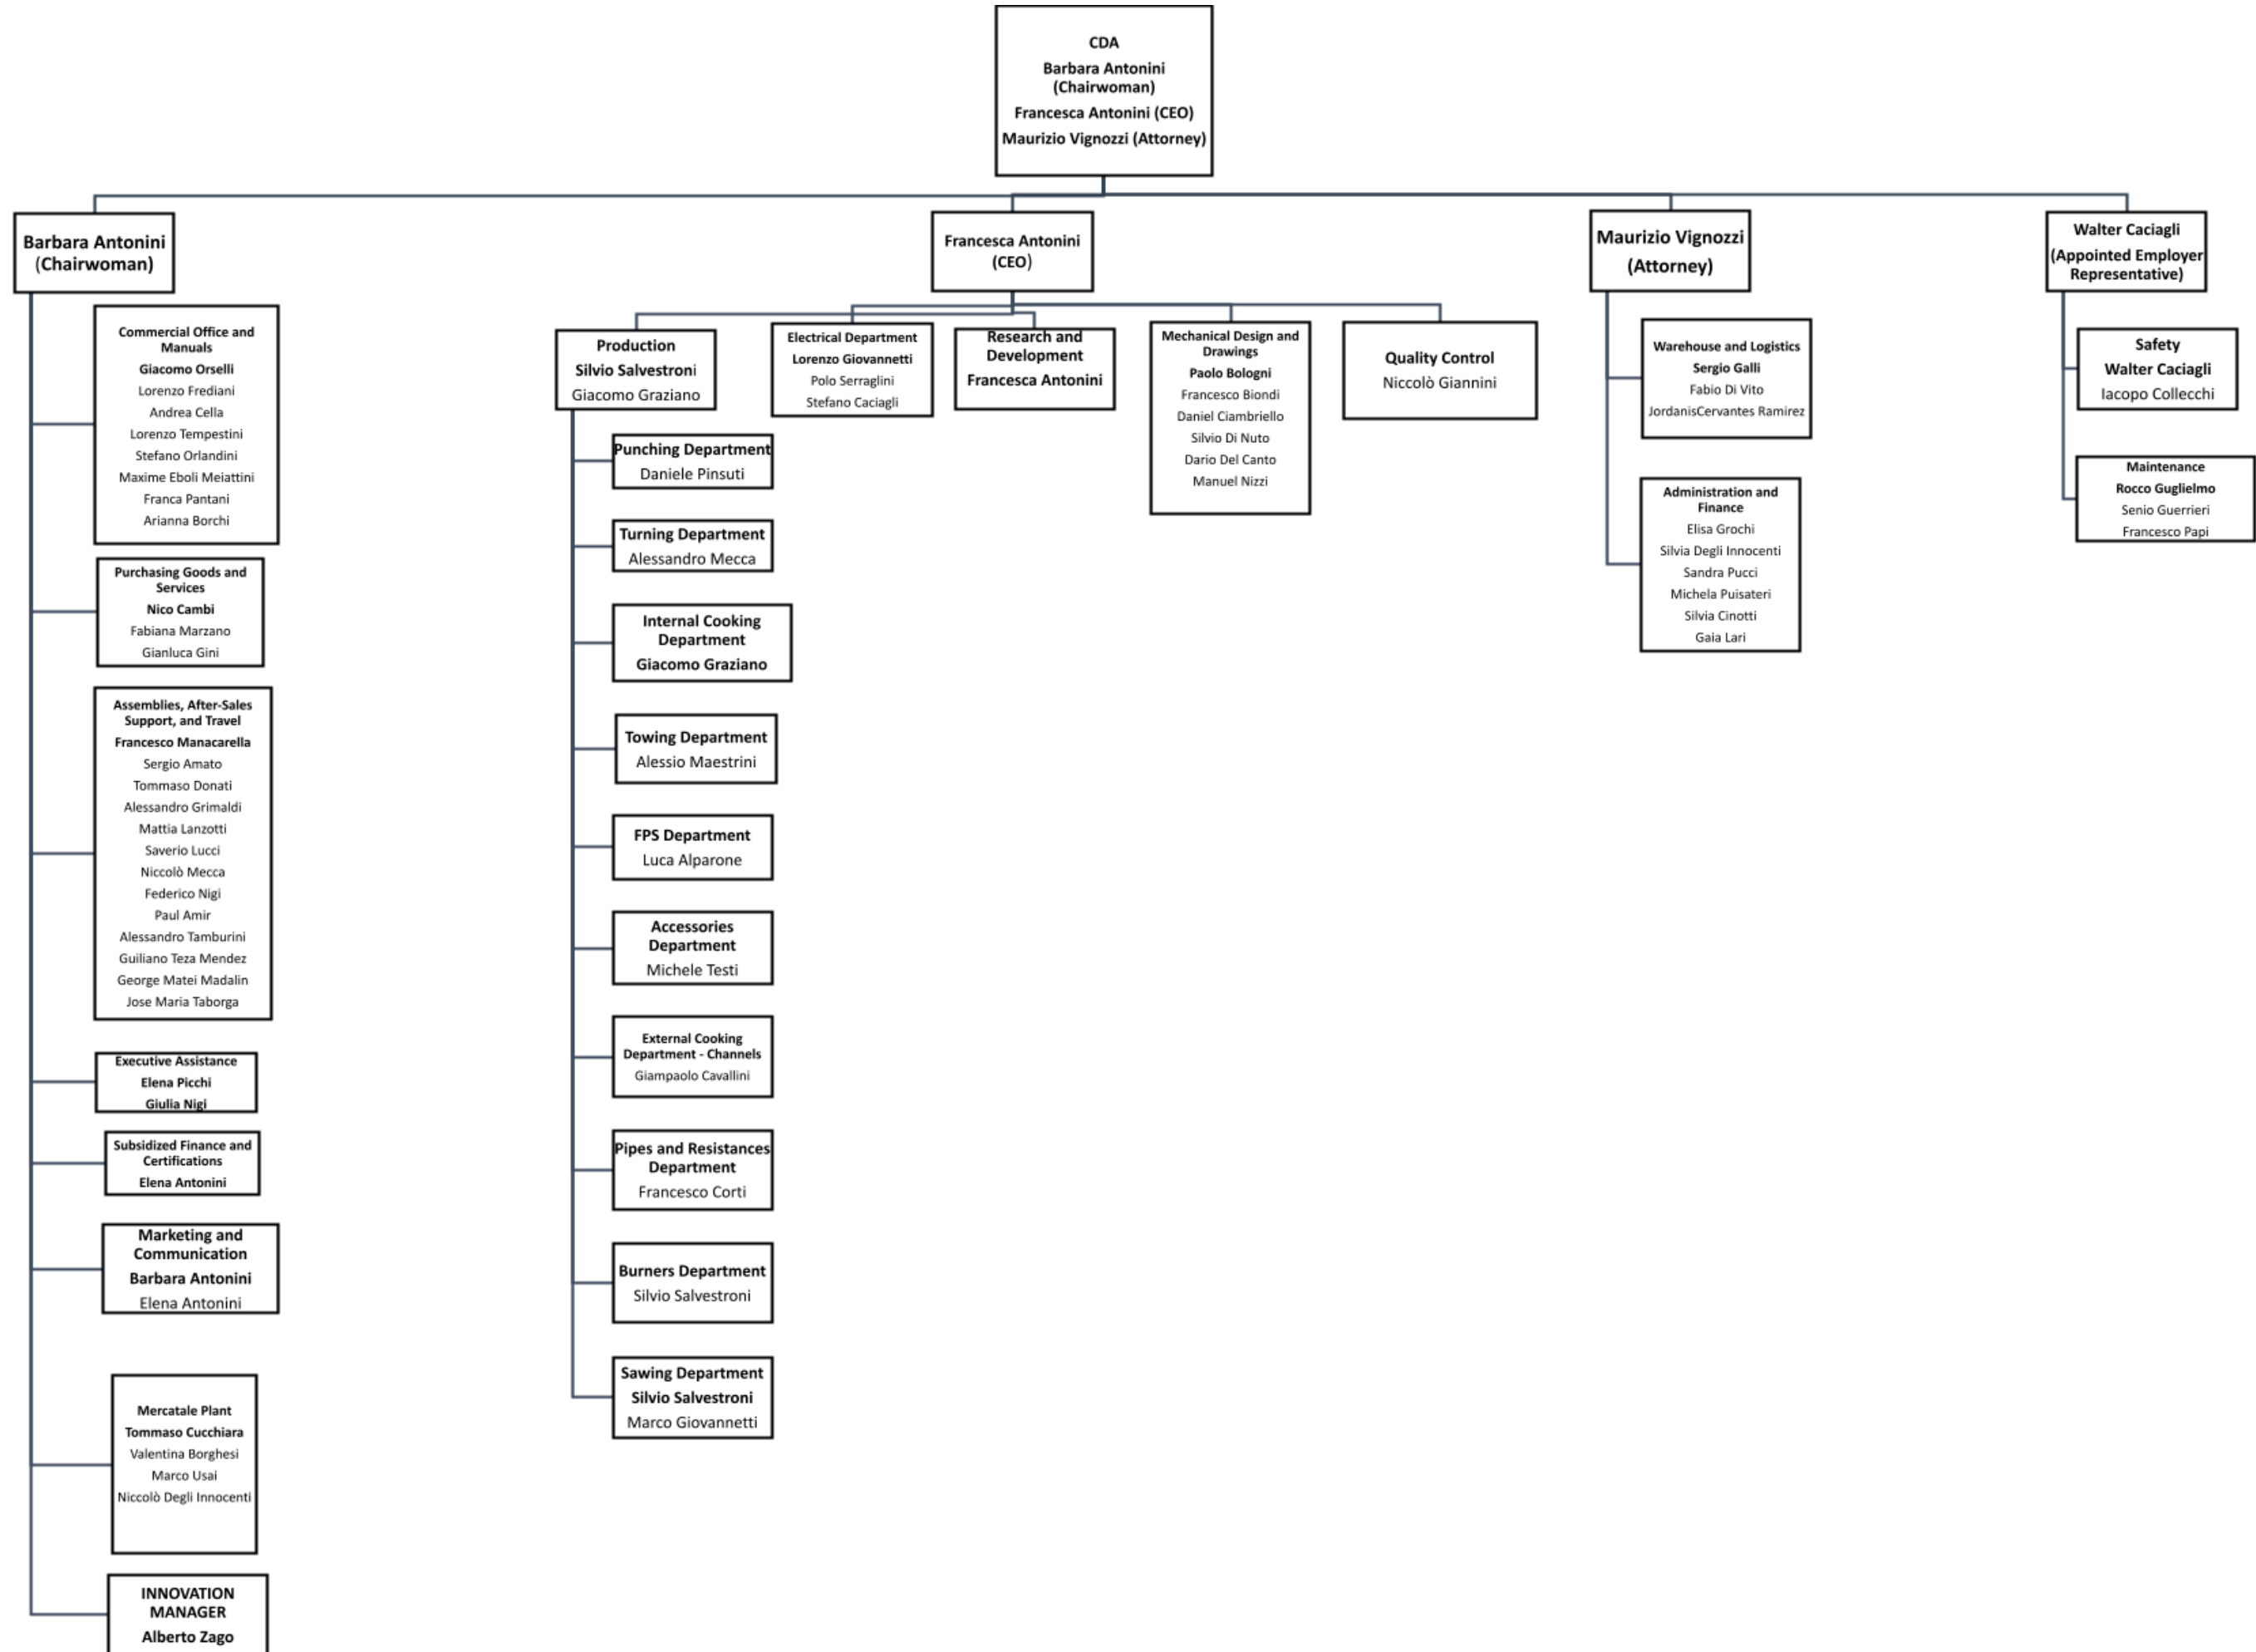 CDA
Barbara Antonini
(Chairwoman)
Francesca Antonini (CEO)
Maurizio Vignozzi (Attorney)
Barbara Antonini
(Chairwoman)
Francesca Antonini
(CEO)
Maurizio Vignozzi
(Attorney)
Walter Caciagli
(Appointed Employer
Representative)
Commercial Office and
Manuals
Giacomo Orselli
Lorenzo Frediani
Andrea Cella
Lorenzo Tempestini
Stefano Orlandini
Maxime Eboli Meiattini
Franca Pantani
Arianna Borchi
Purchasing Goods and
Services
Nico Cambi
Fabiana Marzano
Gianluca Gini
Assemblies, After-Sales
Support, and Travel
Francesco Manacarella
Sergio Amato
Tommaso Donati
Alessandro Grimaldi
Mattia Lanzotti
Saverio Lucci
Niccolò Mecca
Federico Nigi
Paul Amir
Alessandro Tamburini
Guiliano Teza Mendez
George Matei Madalin
Jose Maria Taborga
Executive Assistance
Elena Picchi
Giulia Nigi
Subsidized Finance and
Certifications
Elena Antonini
Marketing and
Communication
Barbara Antonini
Elena Antonini
Mercatale Plant
Tommaso Cucchiara
Valentina Borghesi
Marco Usai
Niccolò Degli Innocenti
INNOVATION
MANAGER
Alberto Zago
Production
Silvio Salvestroni
Giacomo Graziano
Punching Department
Daniele Pinsuti
Turning Department
Alessandro Mecca
Internal Cooking
Department
Giacomo Graziano
Towing Department
Alessio Maestrini
FPS Department
Luca Alparone
Accessories
Department
Michele Testi
External Cooking
Department - Channels
Giampaolo Cavallini
Pipes and Resistances
Department
Francesco Corti
Burners Department
Silvio Salvestroni
Sawing Department
Silvio Salvestroni
Marco Giovannetti
Electrical Department
Lorenzo Giovannetti
Polo Serraglini
Stefano Caciagli
Research and
Development
Francesca Antonini
Mechanical Design and
Drawings
Paolo Bologni
Francesco Biondi
Daniel Ciambriello
Silvio Di Nuto
Dario Del Canto
Manuel Nizzi
Quality Control
Niccolò Giannini
Warehouse and Logistics
Sergio Galli
Fabio Di Vito
JordanisCervantes Ramirez
Administration and
Finance
Elisa Grochi
Silvia Degli Innocenti
Sandra Pucci
Michela Puisateri
Silvia Cinotti
Gaia Lari
Safety
Walter Caciagli
Iacopo Collecchi
Maintenance
Rocco Guglielmo
Senio Guerrieri
Francesco Papi